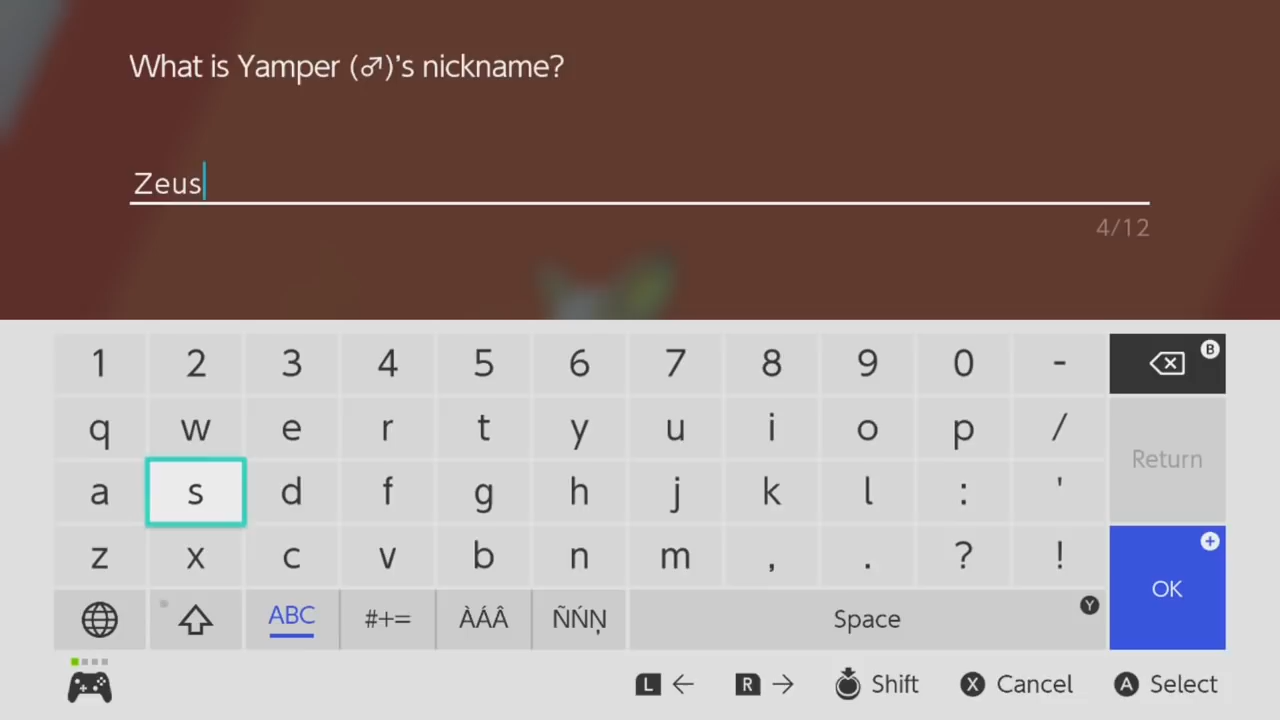 What is Yamper (♂)'s nickname?
Zeus
4/12
1 2 3 4 5 6 7 8 9 0 - B
q w e r t y u i o p /
Return
a s d f g h j k l : '
z x c v b n m , . ? ! +
OK
ABC #+= ÀÁÂ ÑŃŅ Space Y
L ← R → Shift X Cancel A Select